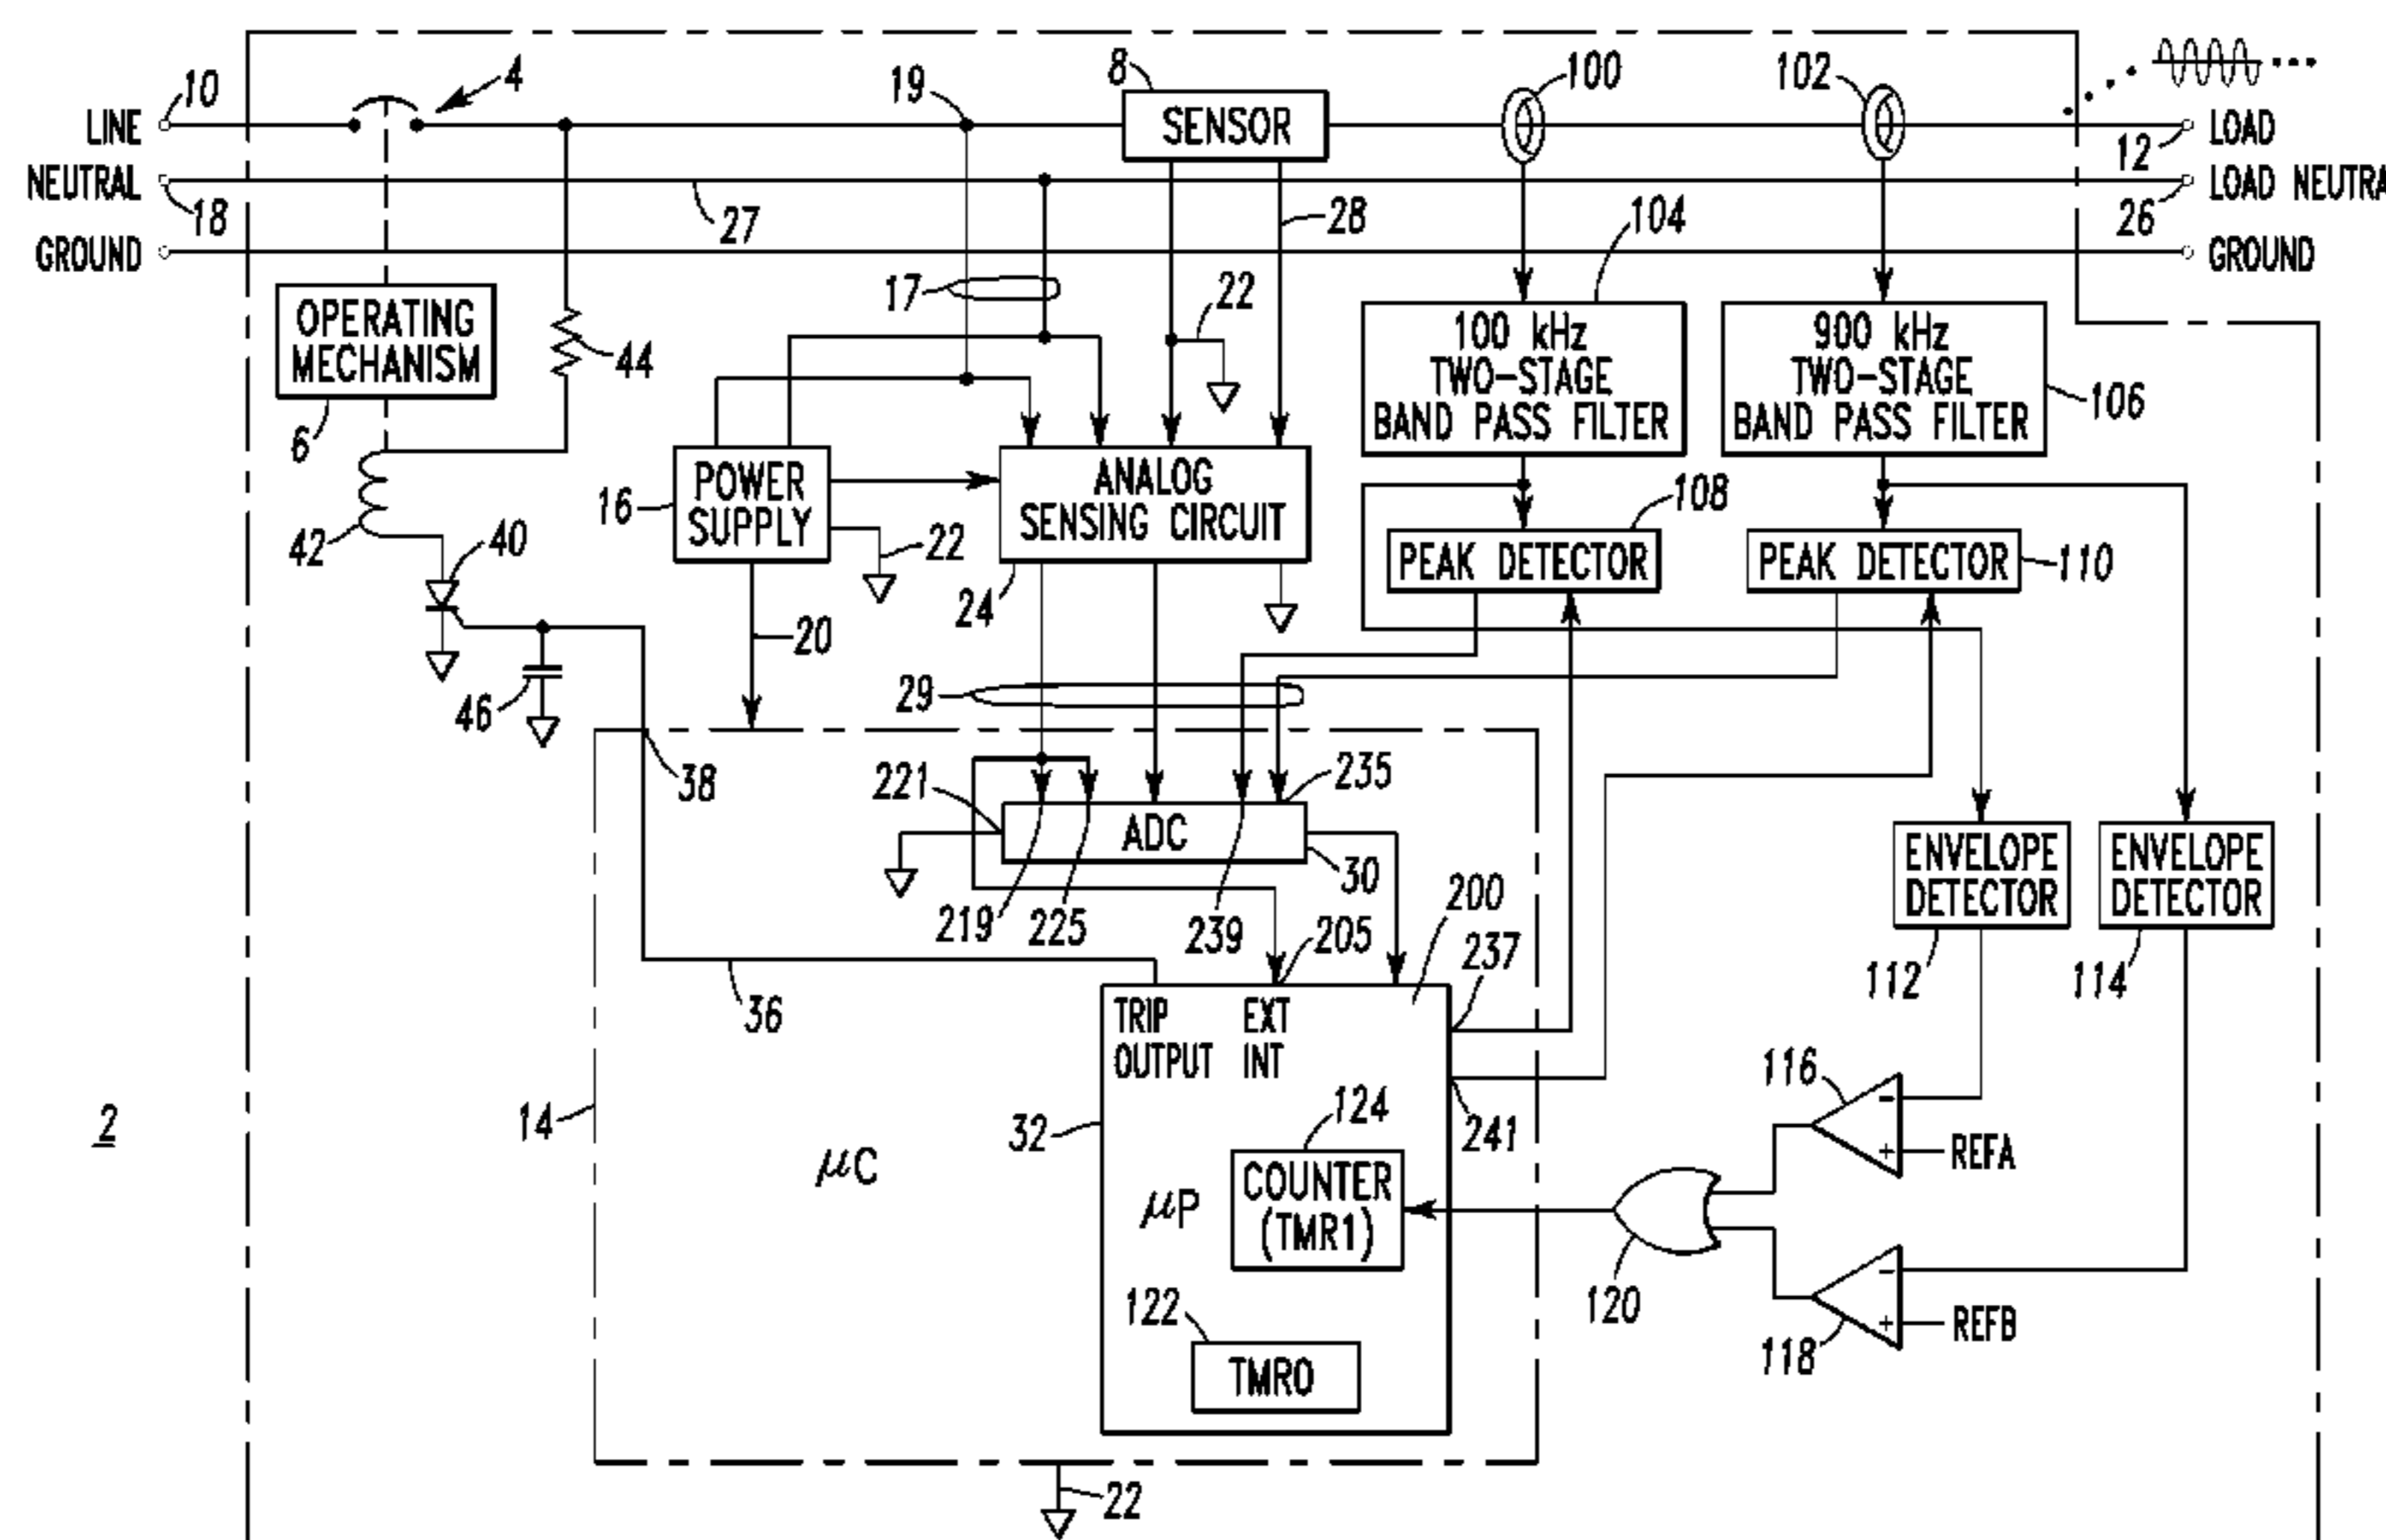 10
4
19
8
100
102
LINE
SENSOR
LOAD
12
NEUTRAL
LOAD NEUTRA
18
27
28
104
26
GROUND
GROUND
17
22
OPERATING
MECHANISM
44
100 kHz
TWO-STAGE
BAND PASS FILTER
900 kHz
TWO-STAGE
BAND PASS FILTER
106
6
16
POWER
SUPPLY
ANALOG
SENSING CIRCUIT
108
42
40
22
PEAK DETECTOR
PEAK DETECTOR
110
24
20
46
29
38
221
235
ADC
30
ENVELOPE
DETECTOR
ENVELOPE
DETECTOR
219
225
239
205
200
237
112
114
36
TRIP
OUTPUT
EXT
INT
116
2
14
32
124
241
-
+
REFA
μC
μP
COUNTER
(TMR1)
120
-
+
REFB
118
122
TMR0
22